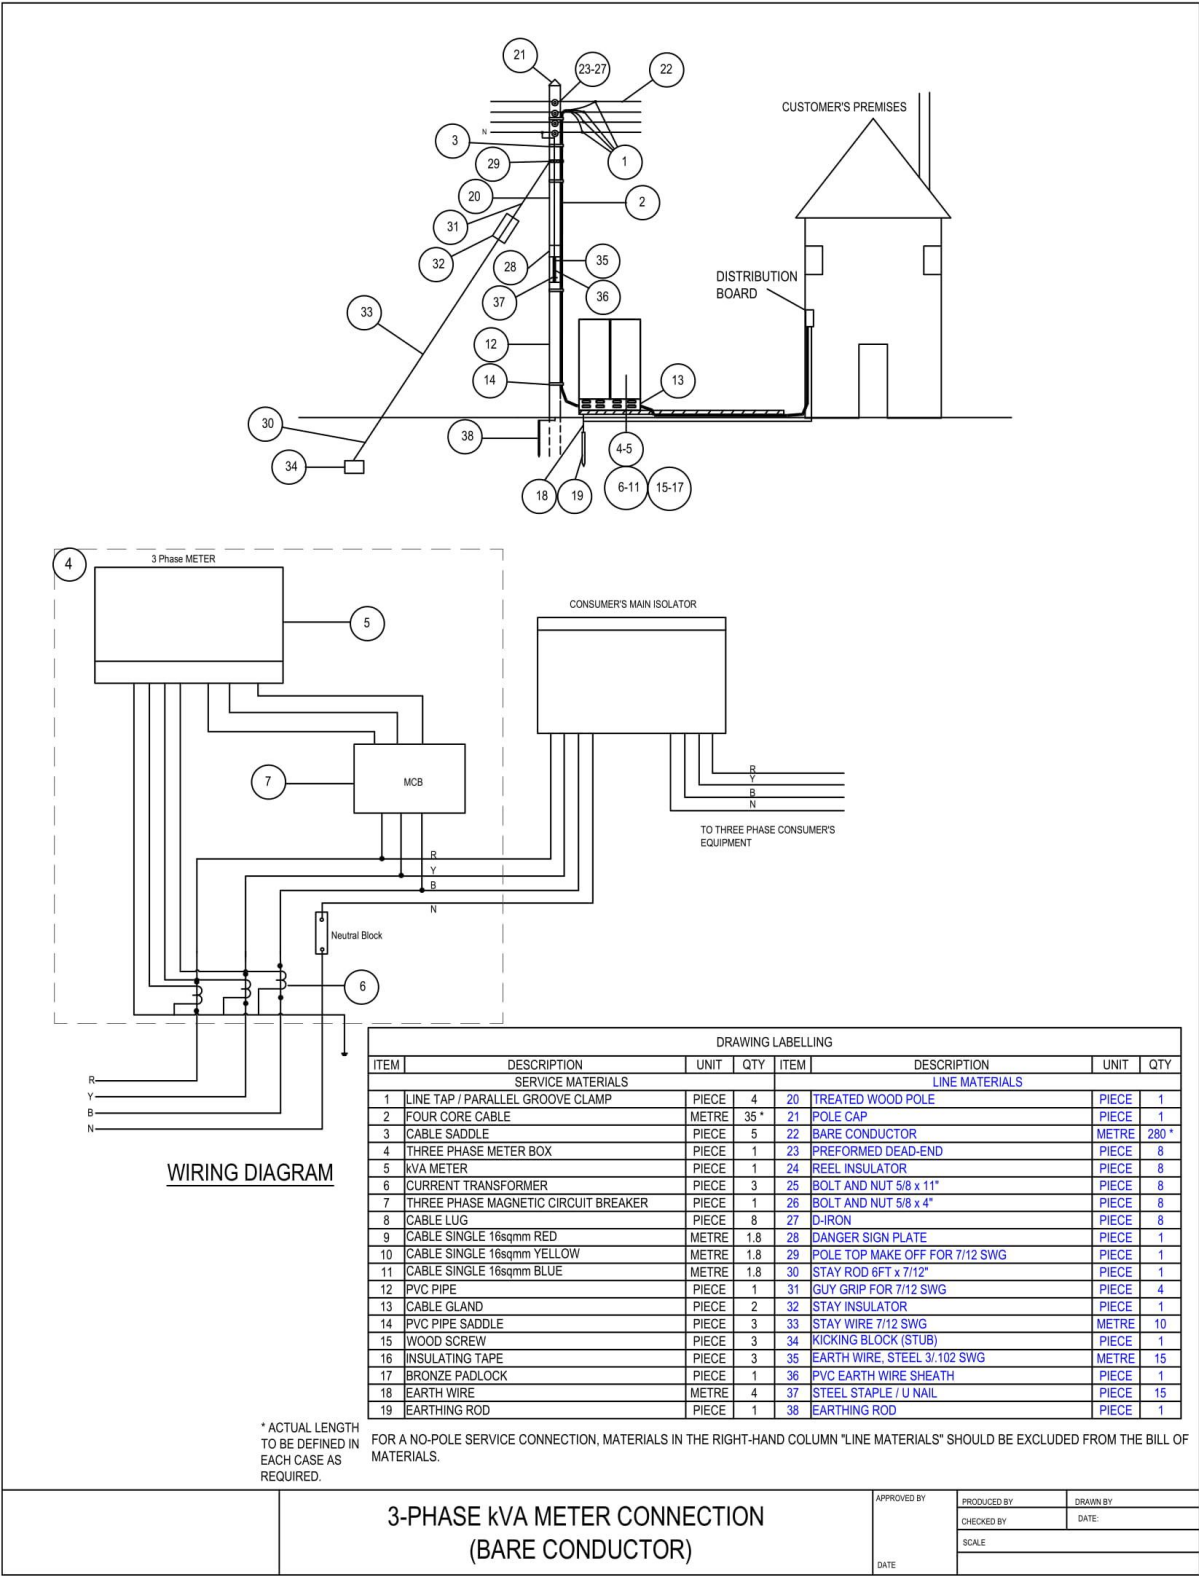 21
23-27
22
CUSTOMER'S PREMISES
N
3
1
29
20
2
31
32
28
35
DISTRIBUTION
BOARD
37
36
33
12
14
13
30
38
4-5
34
18
19
6-11
15-17
4
3 Phase METER
5
CONSUMER'S MAIN ISOLATOR
7
MCB
R
Y
B
N
TO THREE PHASE CONSUMER'S
EQUIPMENT
R
Y
B
N
Neutral Block
6
R
Y
B
N
WIRING DIAGRAM
DRAWING LABELLING
ITEM DESCRIPTION UNIT QTY ITEM DESCRIPTION UNIT QTY
SERVICE MATERIALS LINE MATERIALS
1 LINE TAP / PARALLEL GROOVE CLAMP PIECE 4 20 TREATED WOOD POLE PIECE 1
2 FOUR CORE CABLE METRE 35 * 21 POLE CAP PIECE 1
3 CABLE SADDLE PIECE 5 22 BARE CONDUCTOR METRE 280 *
4 THREE PHASE METER BOX PIECE 1 23 PREFORMED DEAD-END PIECE 8
5 kVA METER PIECE 1 24 REEL INSULATOR PIECE 8
6 CURRENT TRANSFORMER PIECE 3 25 BOLT AND NUT 5/8 x 11" PIECE 8
7 THREE PHASE MAGNETIC CIRCUIT BREAKER PIECE 1 26 BOLT AND NUT 5/8 x 4" PIECE 8
8 CABLE LUG PIECE 8 27 D-IRON PIECE 8
9 CABLE SINGLE 16sqmm RED METRE 1.8 28 DANGER SIGN PLATE PIECE 1
10 CABLE SINGLE 16sqmm YELLOW METRE 1.8 29 POLE TOP MAKE OFF FOR 7/12 SWG PIECE 1
11 CABLE SINGLE 16sqmm BLUE METRE 1.8 30 STAY ROD 6FT x 7/12" PIECE 1
12 PVC PIPE PIECE 1 31 GUY GRIP FOR 7/12 SWG PIECE 4
13 CABLE GLAND PIECE 2 32 STAY INSULATOR PIECE 1
14 PVC PIPE SADDLE PIECE 3 33 STAY WIRE 7/12 SWG METRE 10
15 WOOD SCREW PIECE 3 34 KICKING BLOCK (STUB) PIECE 1
16 INSULATING TAPE PIECE 3 35 EARTH WIRE, STEEL 3/.102 SWG METRE 15
17 BRONZE PADLOCK PIECE 1 36 PVC EARTH WIRE SHEATH PIECE 1
18 EARTH WIRE METRE 4 37 STEEL STAPLE / U NAIL PIECE 15
19 EARTHING ROD PIECE 1 38 EARTHING ROD PIECE 1
* ACTUAL LENGTH
TO BE DEFINED IN
EACH CASE AS
REQUIRED.
FOR A NO-POLE SERVICE CONNECTION, MATERIALS IN THE RIGHT-HAND COLUMN "LINE MATERIALS" SHOULD BE EXCLUDED FROM THE BILL OF
MATERIALS.
3-PHASE kVA METER CONNECTION
(BARE CONDUCTOR)
APPROVED BY
DATE
PRODUCED BY
DRAWN BY
CHECKED BY
DATE:
SCALE